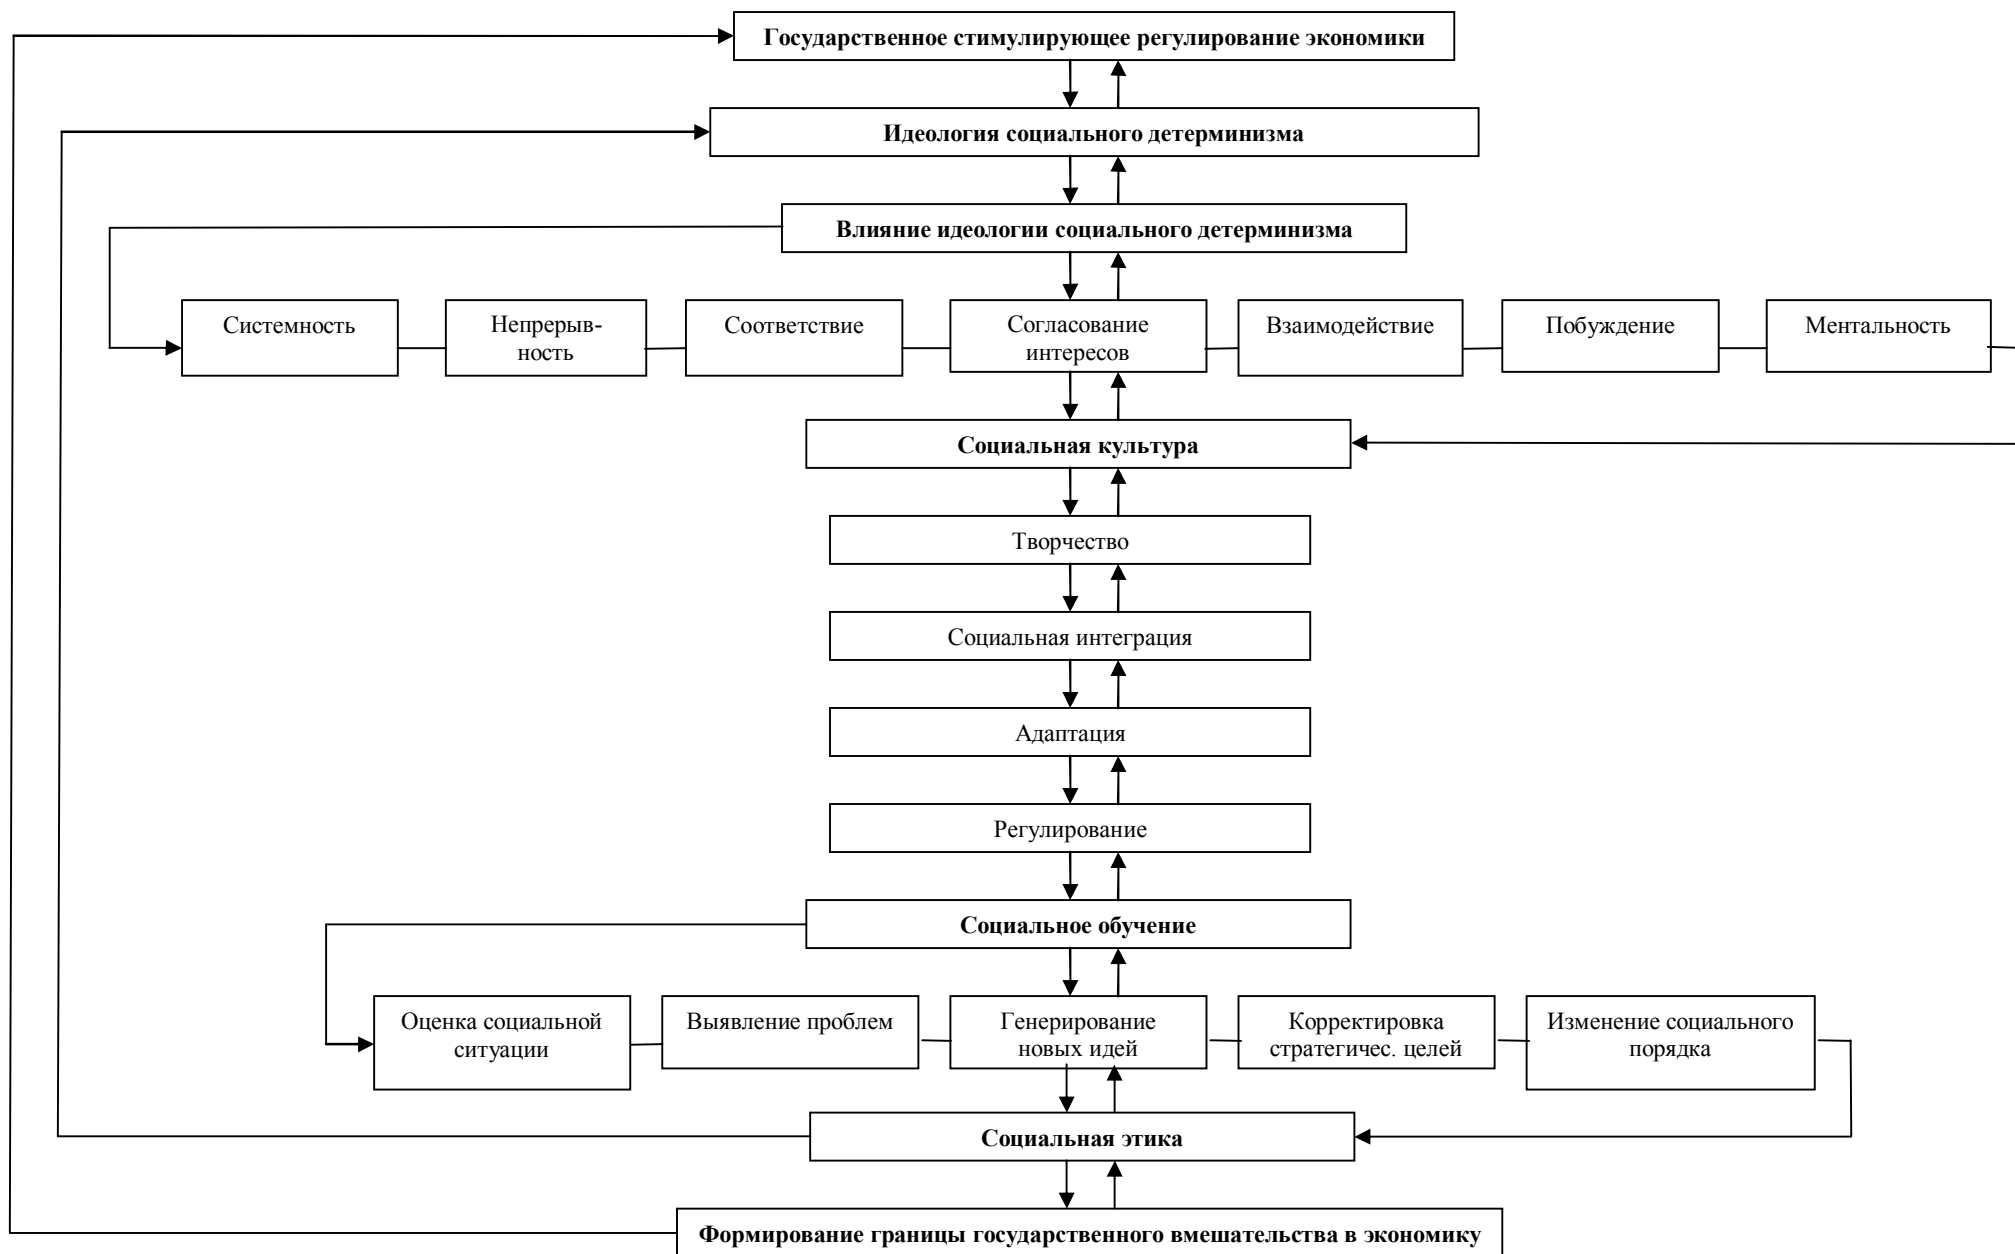 Государственное стимулирующее регулирование экономики
Идеология социального детерминизма
Влияние идеологии социального детерминизма
Системность
Непрерыв-
ность
Соответствие
Согласование
интересов
Взаимодействие
Побуждение
Ментальность
Социальная культура
Творчество
Социальная интеграция
Адаптация
Регулирование
Социальное обучение
Оценка социальной
ситуации
Выявление проблем
Генерирование
новых идей
Корректировка
стратегичес. целей
Изменение социального
порядка
Социальная этика
Формирование границы государственного вмешательства в экономику